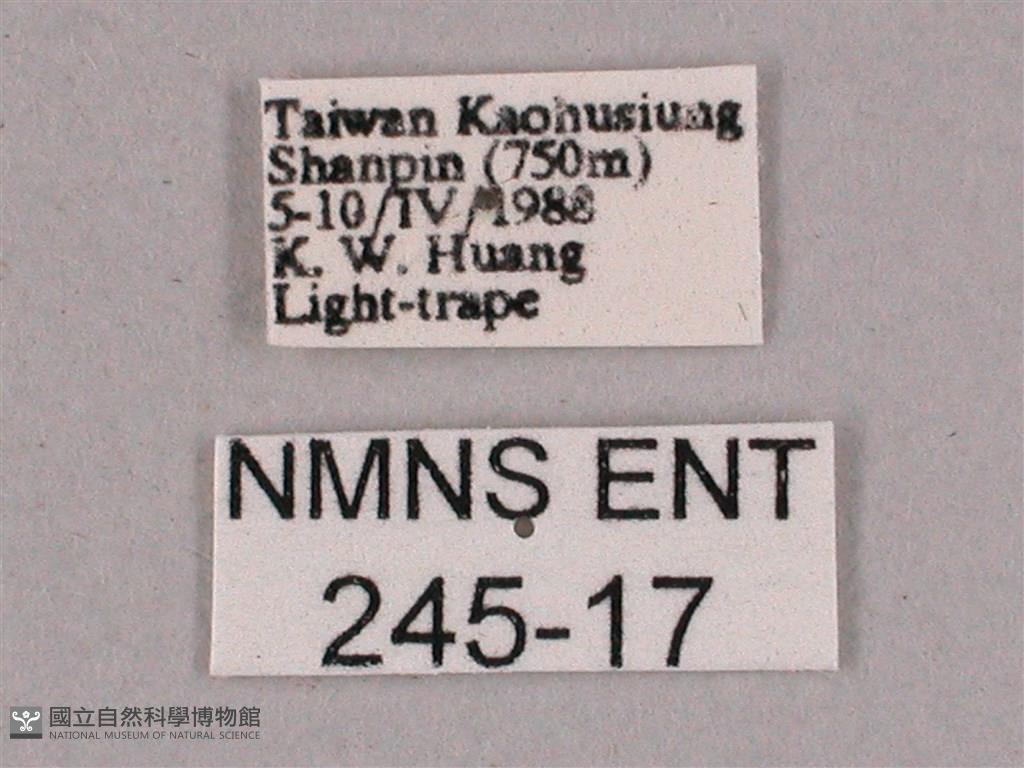 Taiwan Kaohusiung
Shanpin (750m)
5-10/IV/1988
K. W. Huang
Light-trape
NMNS ENT
245-17
國立自然科學博物館
NATIONAL MUSEUM OF NATURAL SCIENCE